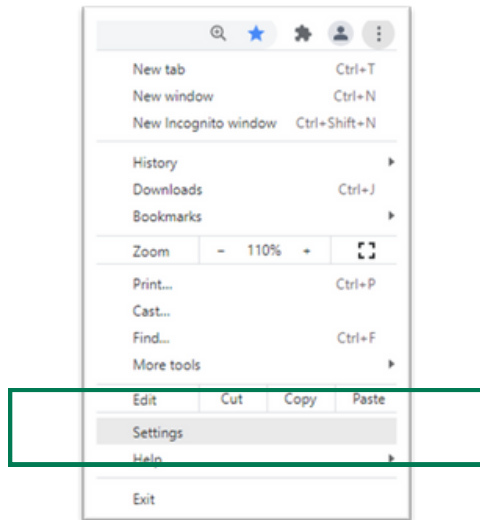 New tab Ctrl+T
New window Ctrl+N
New Incognito window Ctrl+Shift+N
History
Downloads Ctrl+J
Bookmarks
Zoom - 110% +
Print... Ctrl+P
Cast...
Find... Ctrl+F
More tools
Edit Cut Copy Paste
Settings
Help
Exit